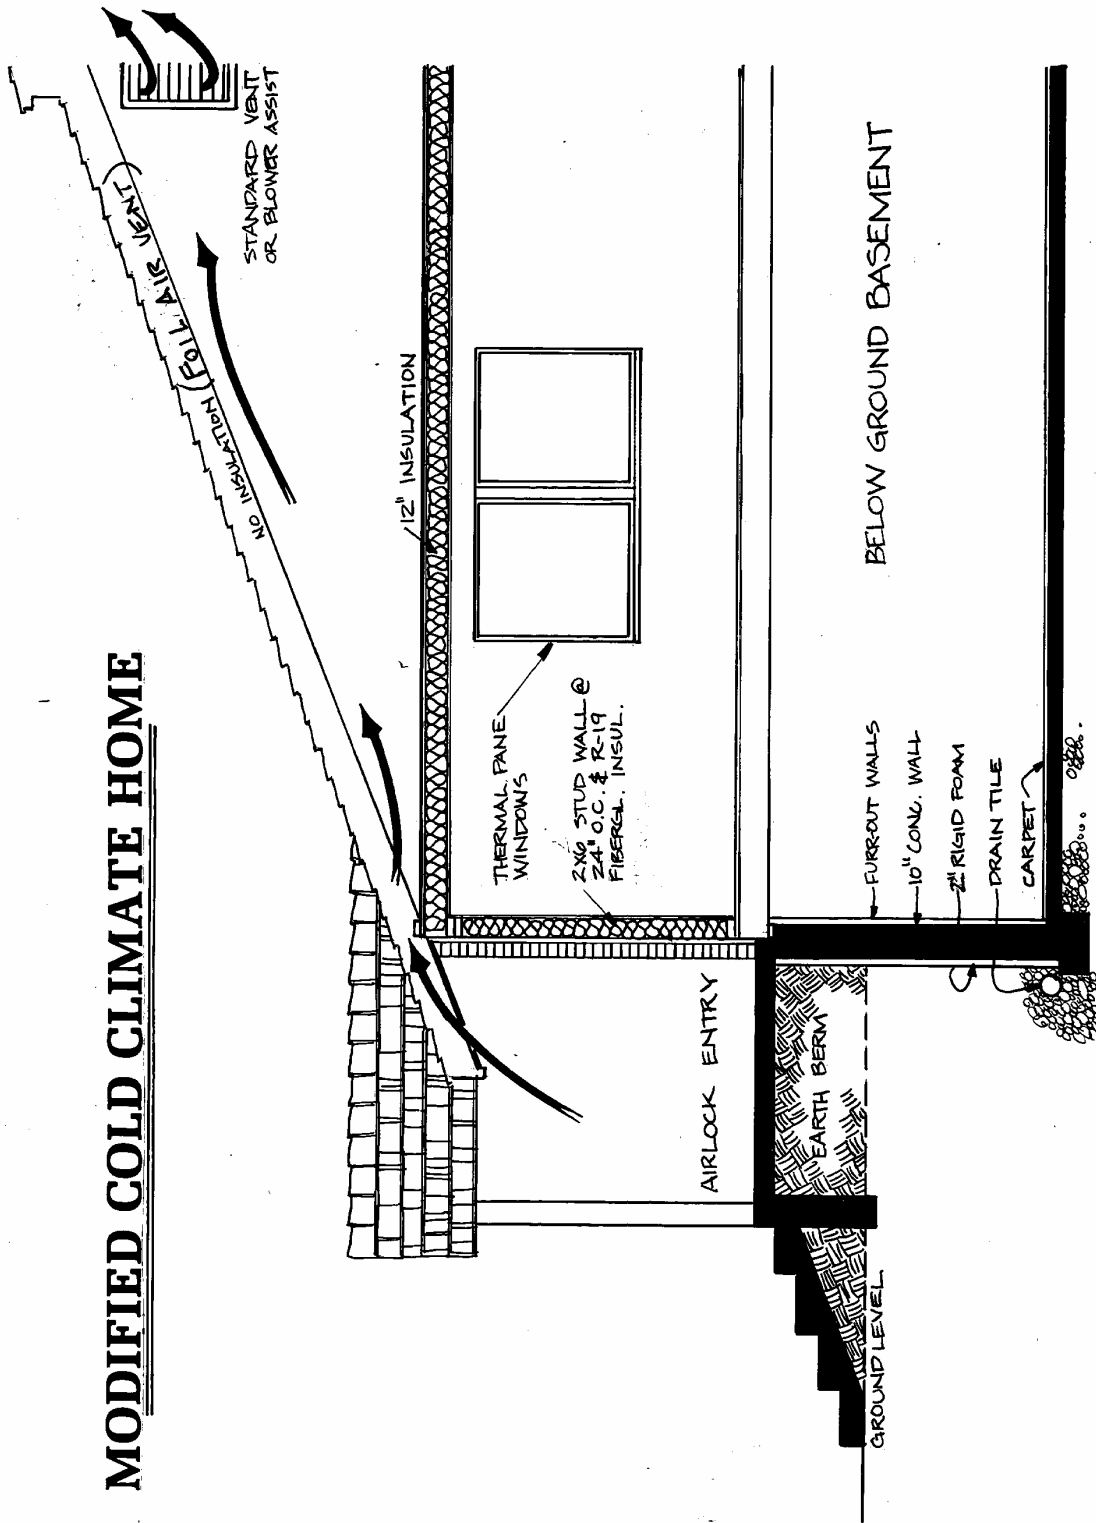 MODIFIED COLD CLIMATE HOME
STANDARD VENT
OR BLOWER ASSIST
NO INSULATION (FOIL AIR VENT)
12" INSULATION
THERMAL PANE
WINDOWS
2X6 STUD WALL @
24" O.C. & R-19
FIBERGL. INSUL.
AIRLOCK ENTRY
BELOW GROUND BASEMENT
EARTH BERM
GROUND LEVEL
FURR-OUT WALLS
10" CONC. WALL
2" RIGID FOAM
DRAIN TILE
CARPET